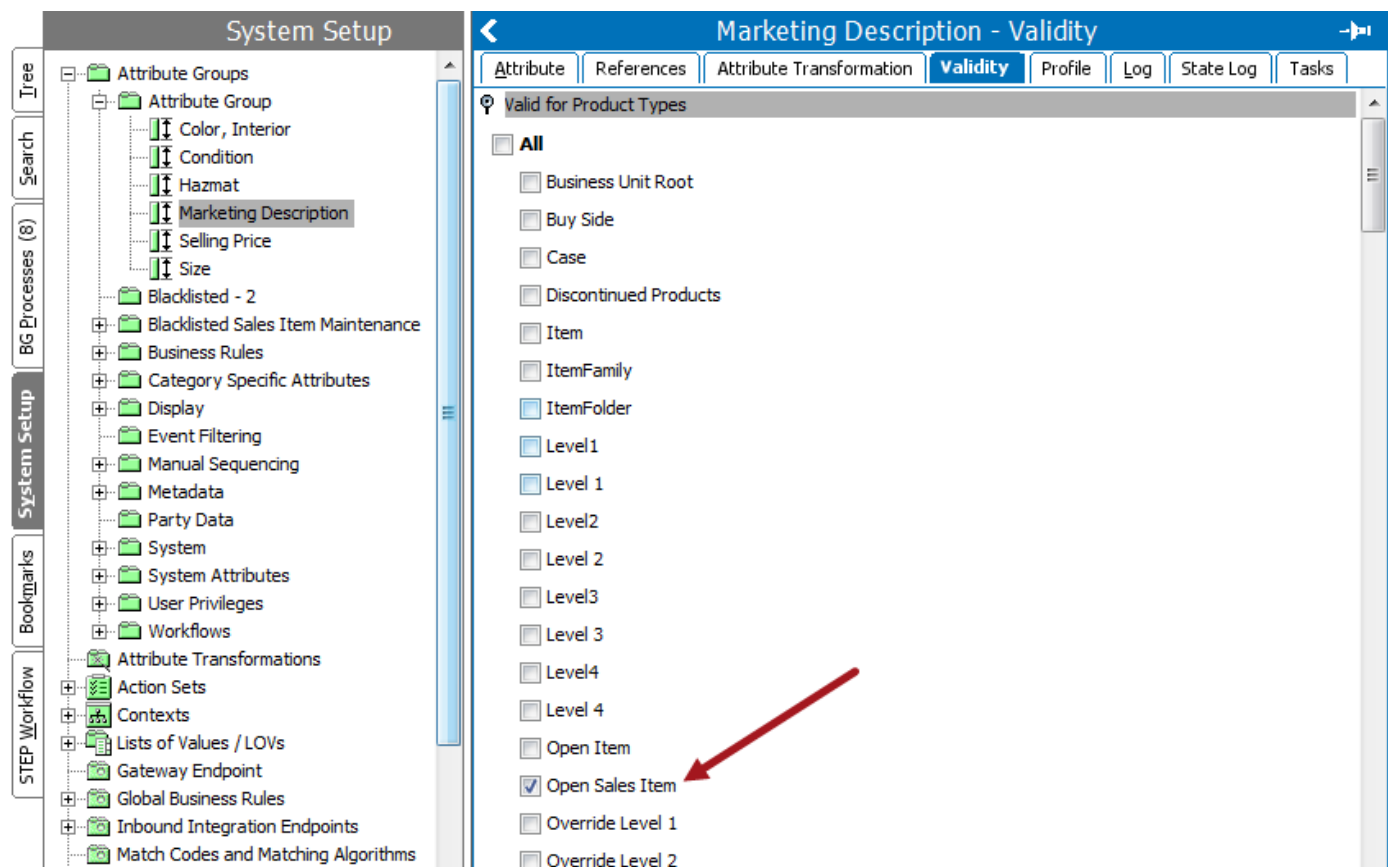 System Setup
Tree
Search
BG Processes (8)
System Setup
Bookmarks
STEP Workflow
Attribute Groups
Attribute Group
Color, Interior
Condition
Hazmat
Marketing Description
Selling Price
Size
Blacklisted - 2
Blacklisted Sales Item Maintenance
Business Rules
Category Specific Attributes
Display
Event Filtering
Manual Sequencing
Metadata
Party Data
System
System Attributes
User Privileges
Workflows
Attribute Transformations
Action Sets
Contexts
Lists of Values / LOVs
Gateway Endpoint
Global Business Rules
Inbound Integration Endpoints
Match Codes and Matching Algorithms
Marketing Description - Validity
Attribute References Attribute Transformation Validity Profile Log State Log Tasks
Valid for Product Types
All
Business Unit Root
Buy Side
Case
Discontinued Products
Item
ItemFamily
ItemFolder
Level1
Level 1
Level2
Level 2
Level3
Level 3
Level4
Level 4
Open Item
Open Sales Item
Override Level 1
Override Level 2